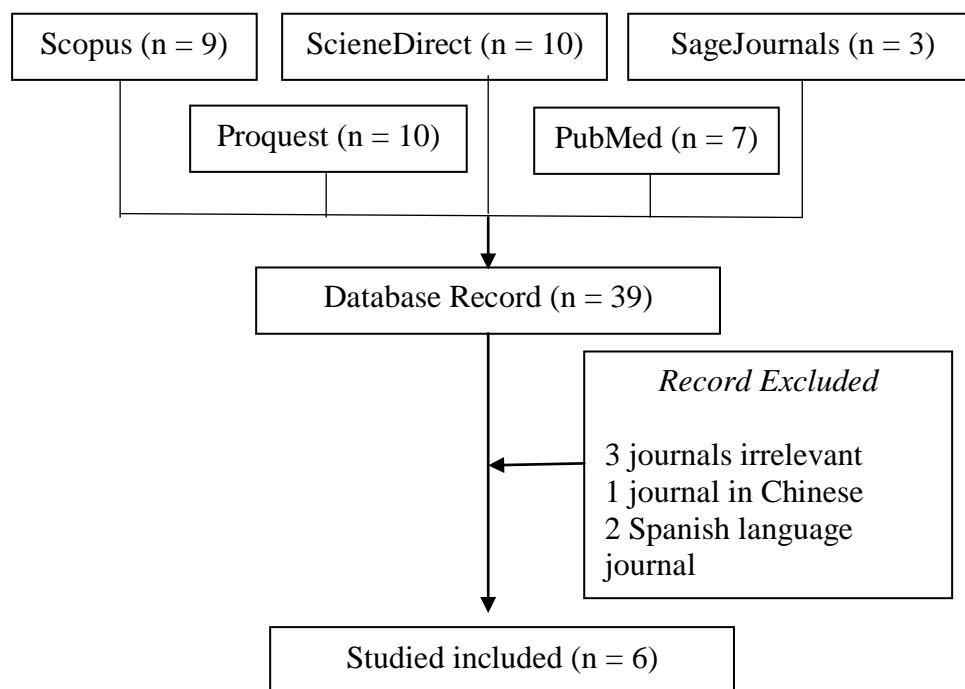 Scopus (n = 9)
ScieneDirect (n = 10)
SageJournals (n = 3)
Proquest (n = 10)
PubMed (n = 7)
Database Record (n = 39)
Record Excluded
3 journals irrelevant
1 journal in Chinese
2 Spanish language
journal
Studied included (n = 6)